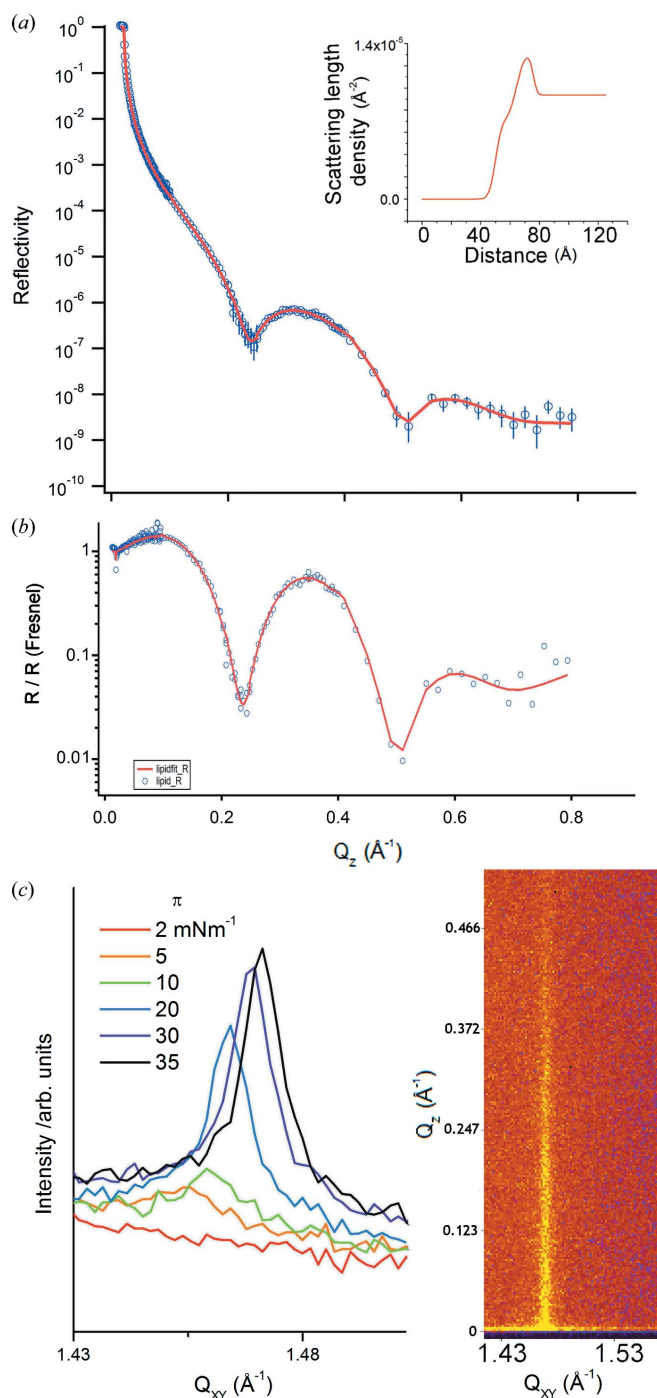 (a)
10^0
10^-1
10^-2
10^-3
10^-4
10^-5
10^-6
10^-7
10^-8
10^-9
10^-10
Reflectivity
1.4x10^-5
0.0
Scattering length
density (Å^-2)
0 40 80 120
Distance (Å)
(b)
1
0.1
0.01
R / R (Fresnel)
lipidfit_R
lipid_R
0.0 0.2 0.4 0.6 0.8
Q_z (Å^-1)
(c)
π
2 mNm^-1
5
10
20
30
35
Intensity /arb. units
1.43 1.48
Q_XY (Å^-1)
0.466
0.372
0.247
0.123
0
Q_z (Å^-1)
1.43 1.53
Q_XY (Å^-1)